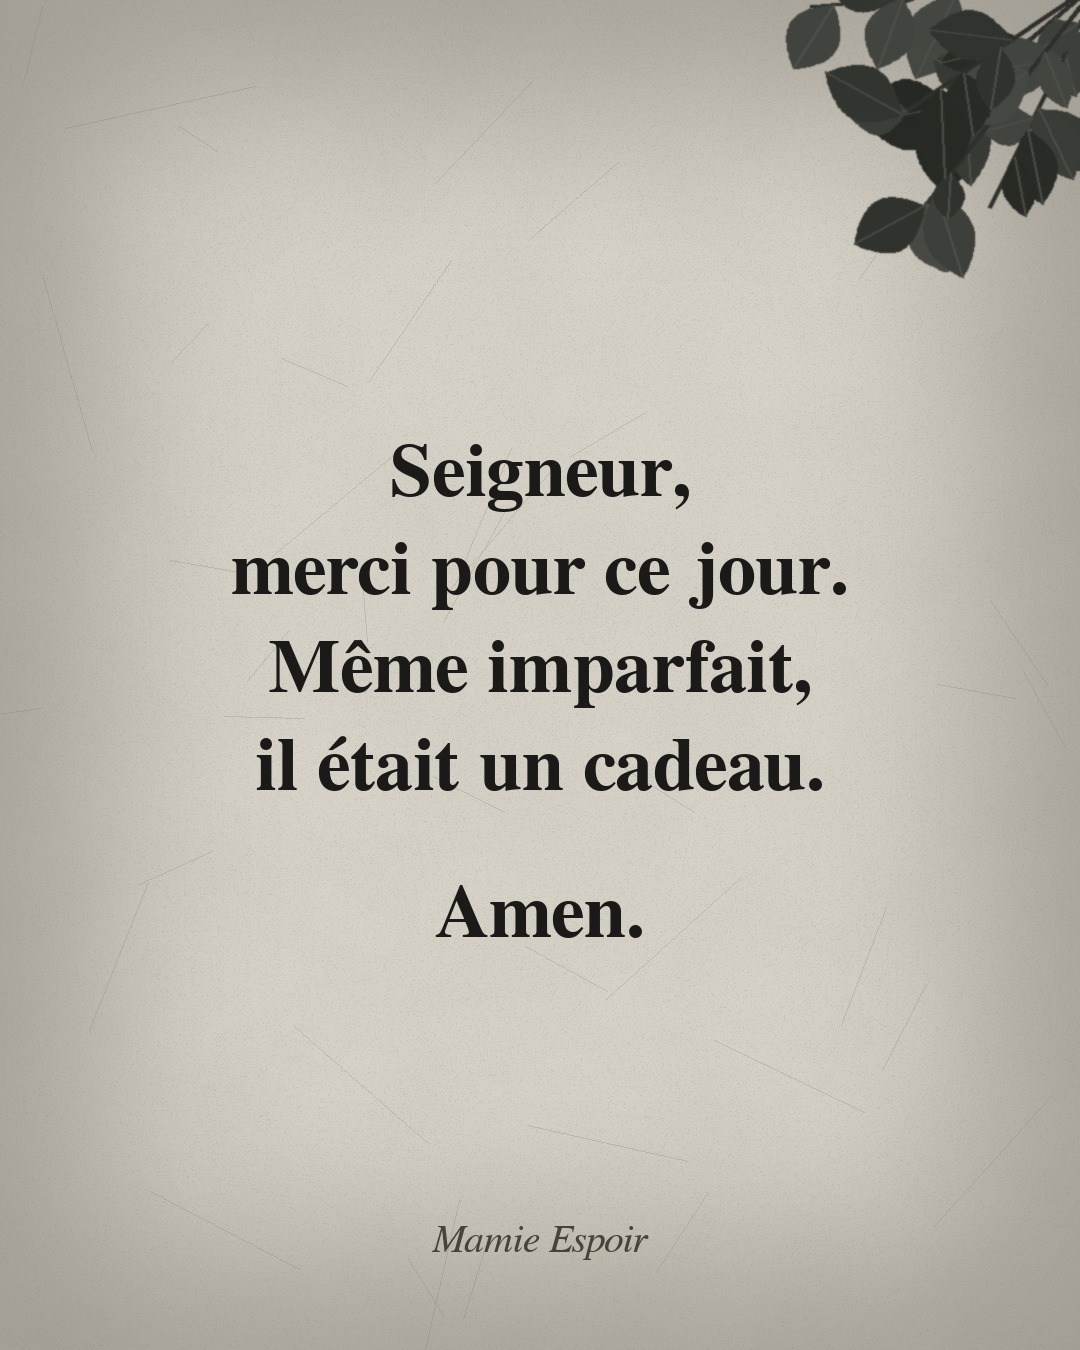 Seigneur,
merci pour ce jour.
Même imparfait,
il était un cadeau.
Amen.
Mamie Espoir